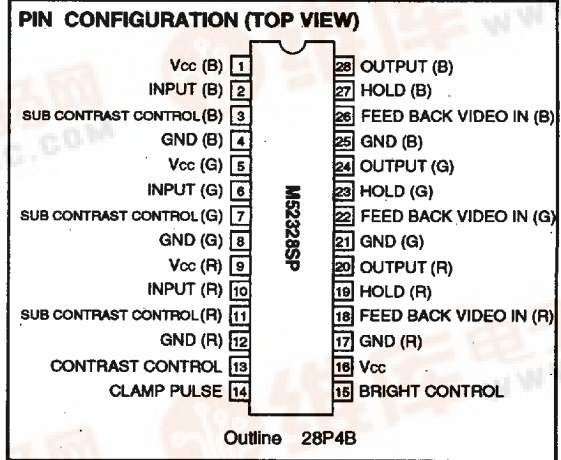 PIN CONFIGURATION (TOP VIEW)
Vcc (B) 1 28 OUTPUT (B)
INPUT (B) 2 27 HOLD (B)
SUB CONTRAST CONTROL(B) 3 26 FEED BACK VIDEO IN (B)
GND (B) 4 25 GND (B)
Vcc (G) 5 24 OUTPUT (G)
INPUT (G) 6 23 HOLD (G)
SUB CONTRAST CONTROL(G) 7 22 FEED BACK VIDEO IN (G)
GND (G) 8 21 GND (G)
Vcc (R) 9 20 OUTPUT (R)
INPUT (R) 10 19 HOLD (R)
SUB CONTRAST CONTROL(R) 11 18 FEED BACK VIDEO IN (R)
GND (R) 12 17 GND (R)
CONTRAST CONTROL 13 16 Vcc
CLAMP PULSE 14 15 BRIGHT CONTROL
M52328SP
Outline 28P4B